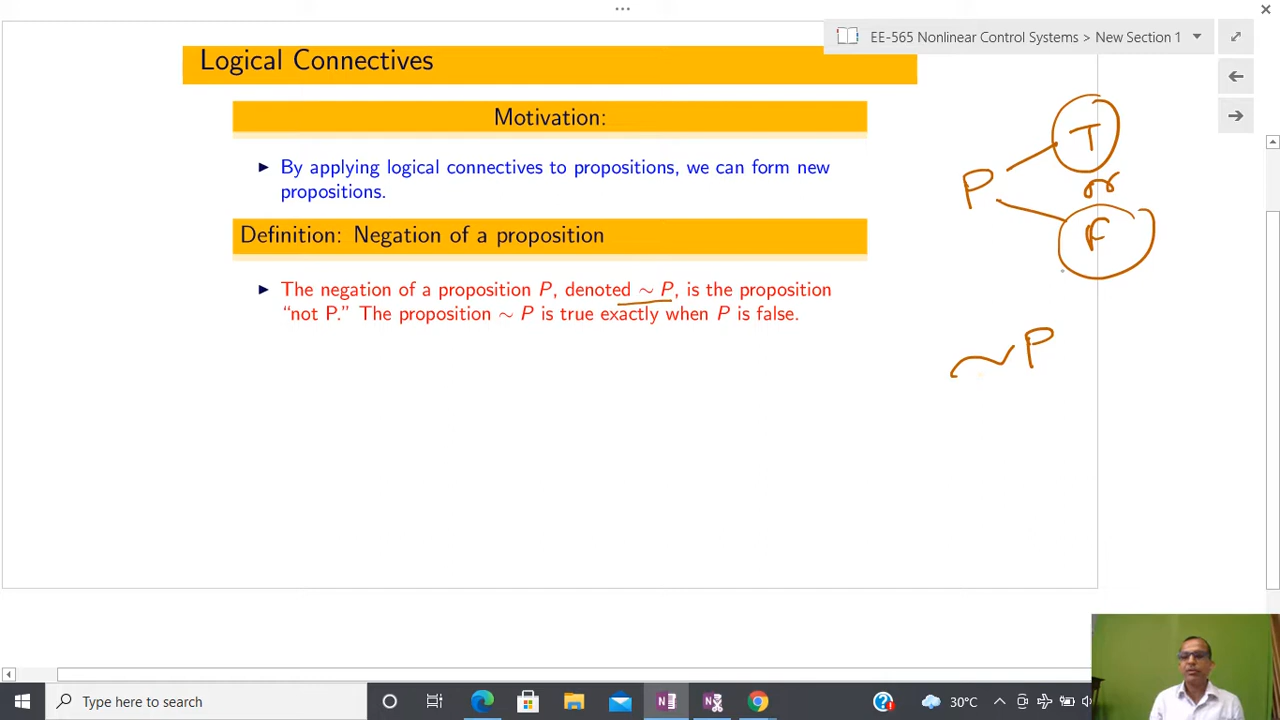 EE-565 Nonlinear Control Systems > New Section 1
Logical Connectives
Motivation:
By applying logical connectives to propositions, we can form new
propositions.
Definition: Negation of a proposition
The negation of a proposition P, denoted ∼ P, is the proposition
“not P.” The proposition ∼ P is true exactly when P is false.
T
P
or
F
∼P
Type here to search
30°C